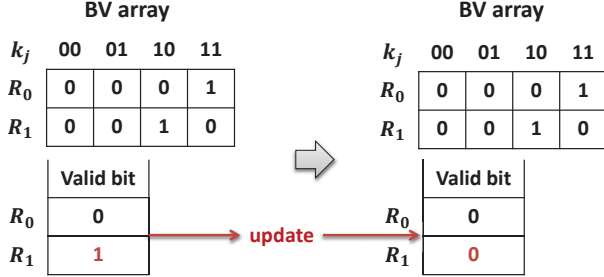 BV array
k_j 00 01 10 11
R_0 0 0 0 1
R_1 0 0 1 0
Valid bit
R_0 0
R_1 1
update
BV array
k_j 00 01 10 11
R_0 0 0 0 1
R_1 0 0 1 0
Valid bit
R_0 0
R_1 0